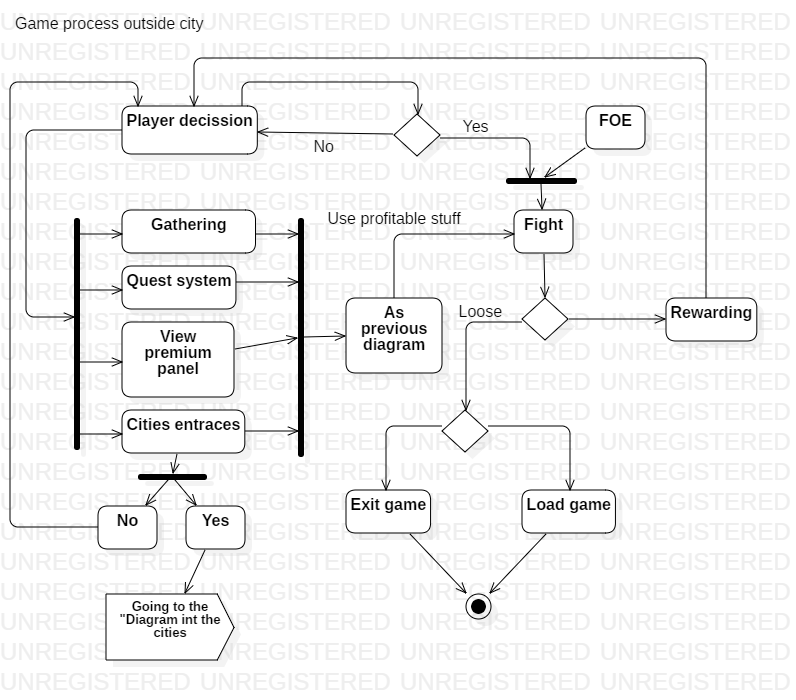 Game process outside city
Player decission
Yes
FOE
No
Gathering
Use profitable stuff
Fight
Quest system
As
previous
diagram
Loose
Rewarding
View
premium
panel
Cities entraces
Exit game
Load game
No
Yes
Going to the
"Diagram int the
cities
UNREGISTERED